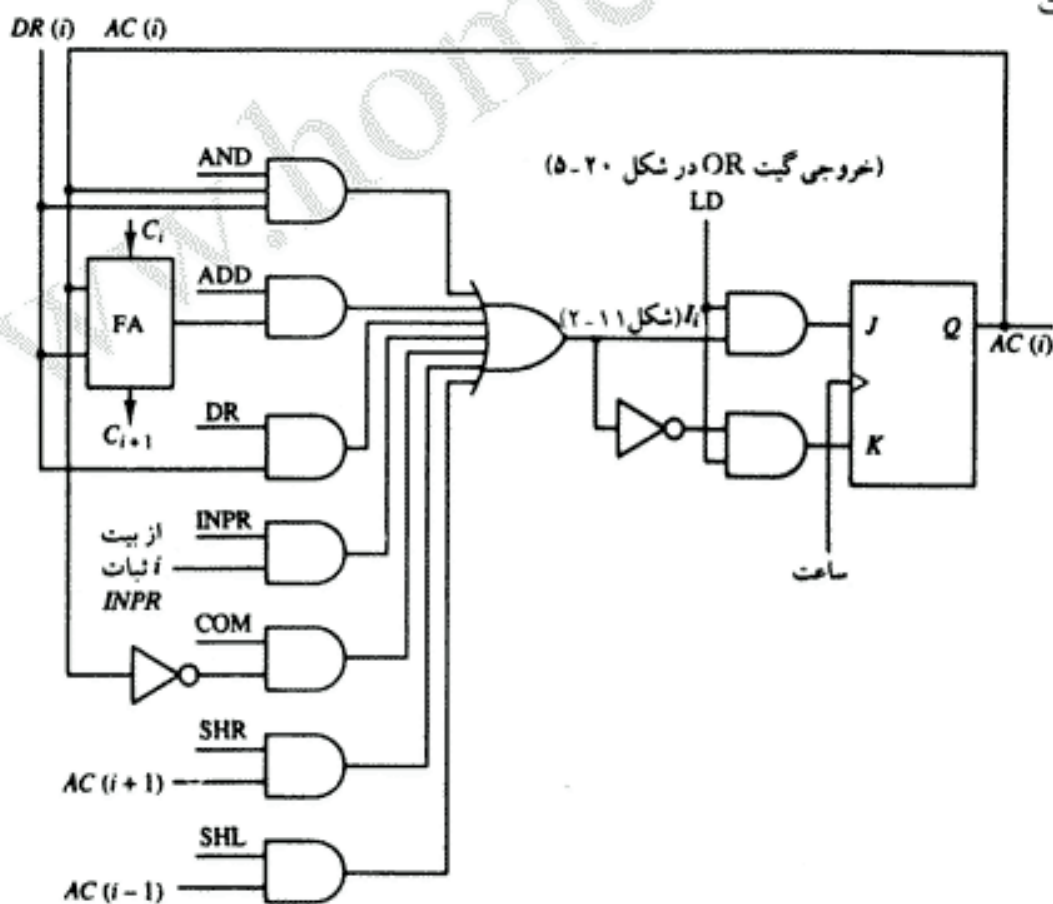 DR (i) AC (i)
AND
(خروجی گیت OR در شکل ۲۰-۵)
LD
C_i
ADD
FA
(شکل ۱۱-۲) I_i
J Q
AC (i)
C_{i+1}
DR
K
INPR
از بیت
i ثبات
INPR
ساعت
COM
SHR
AC (i + 1)
SHL
AC (i - 1)